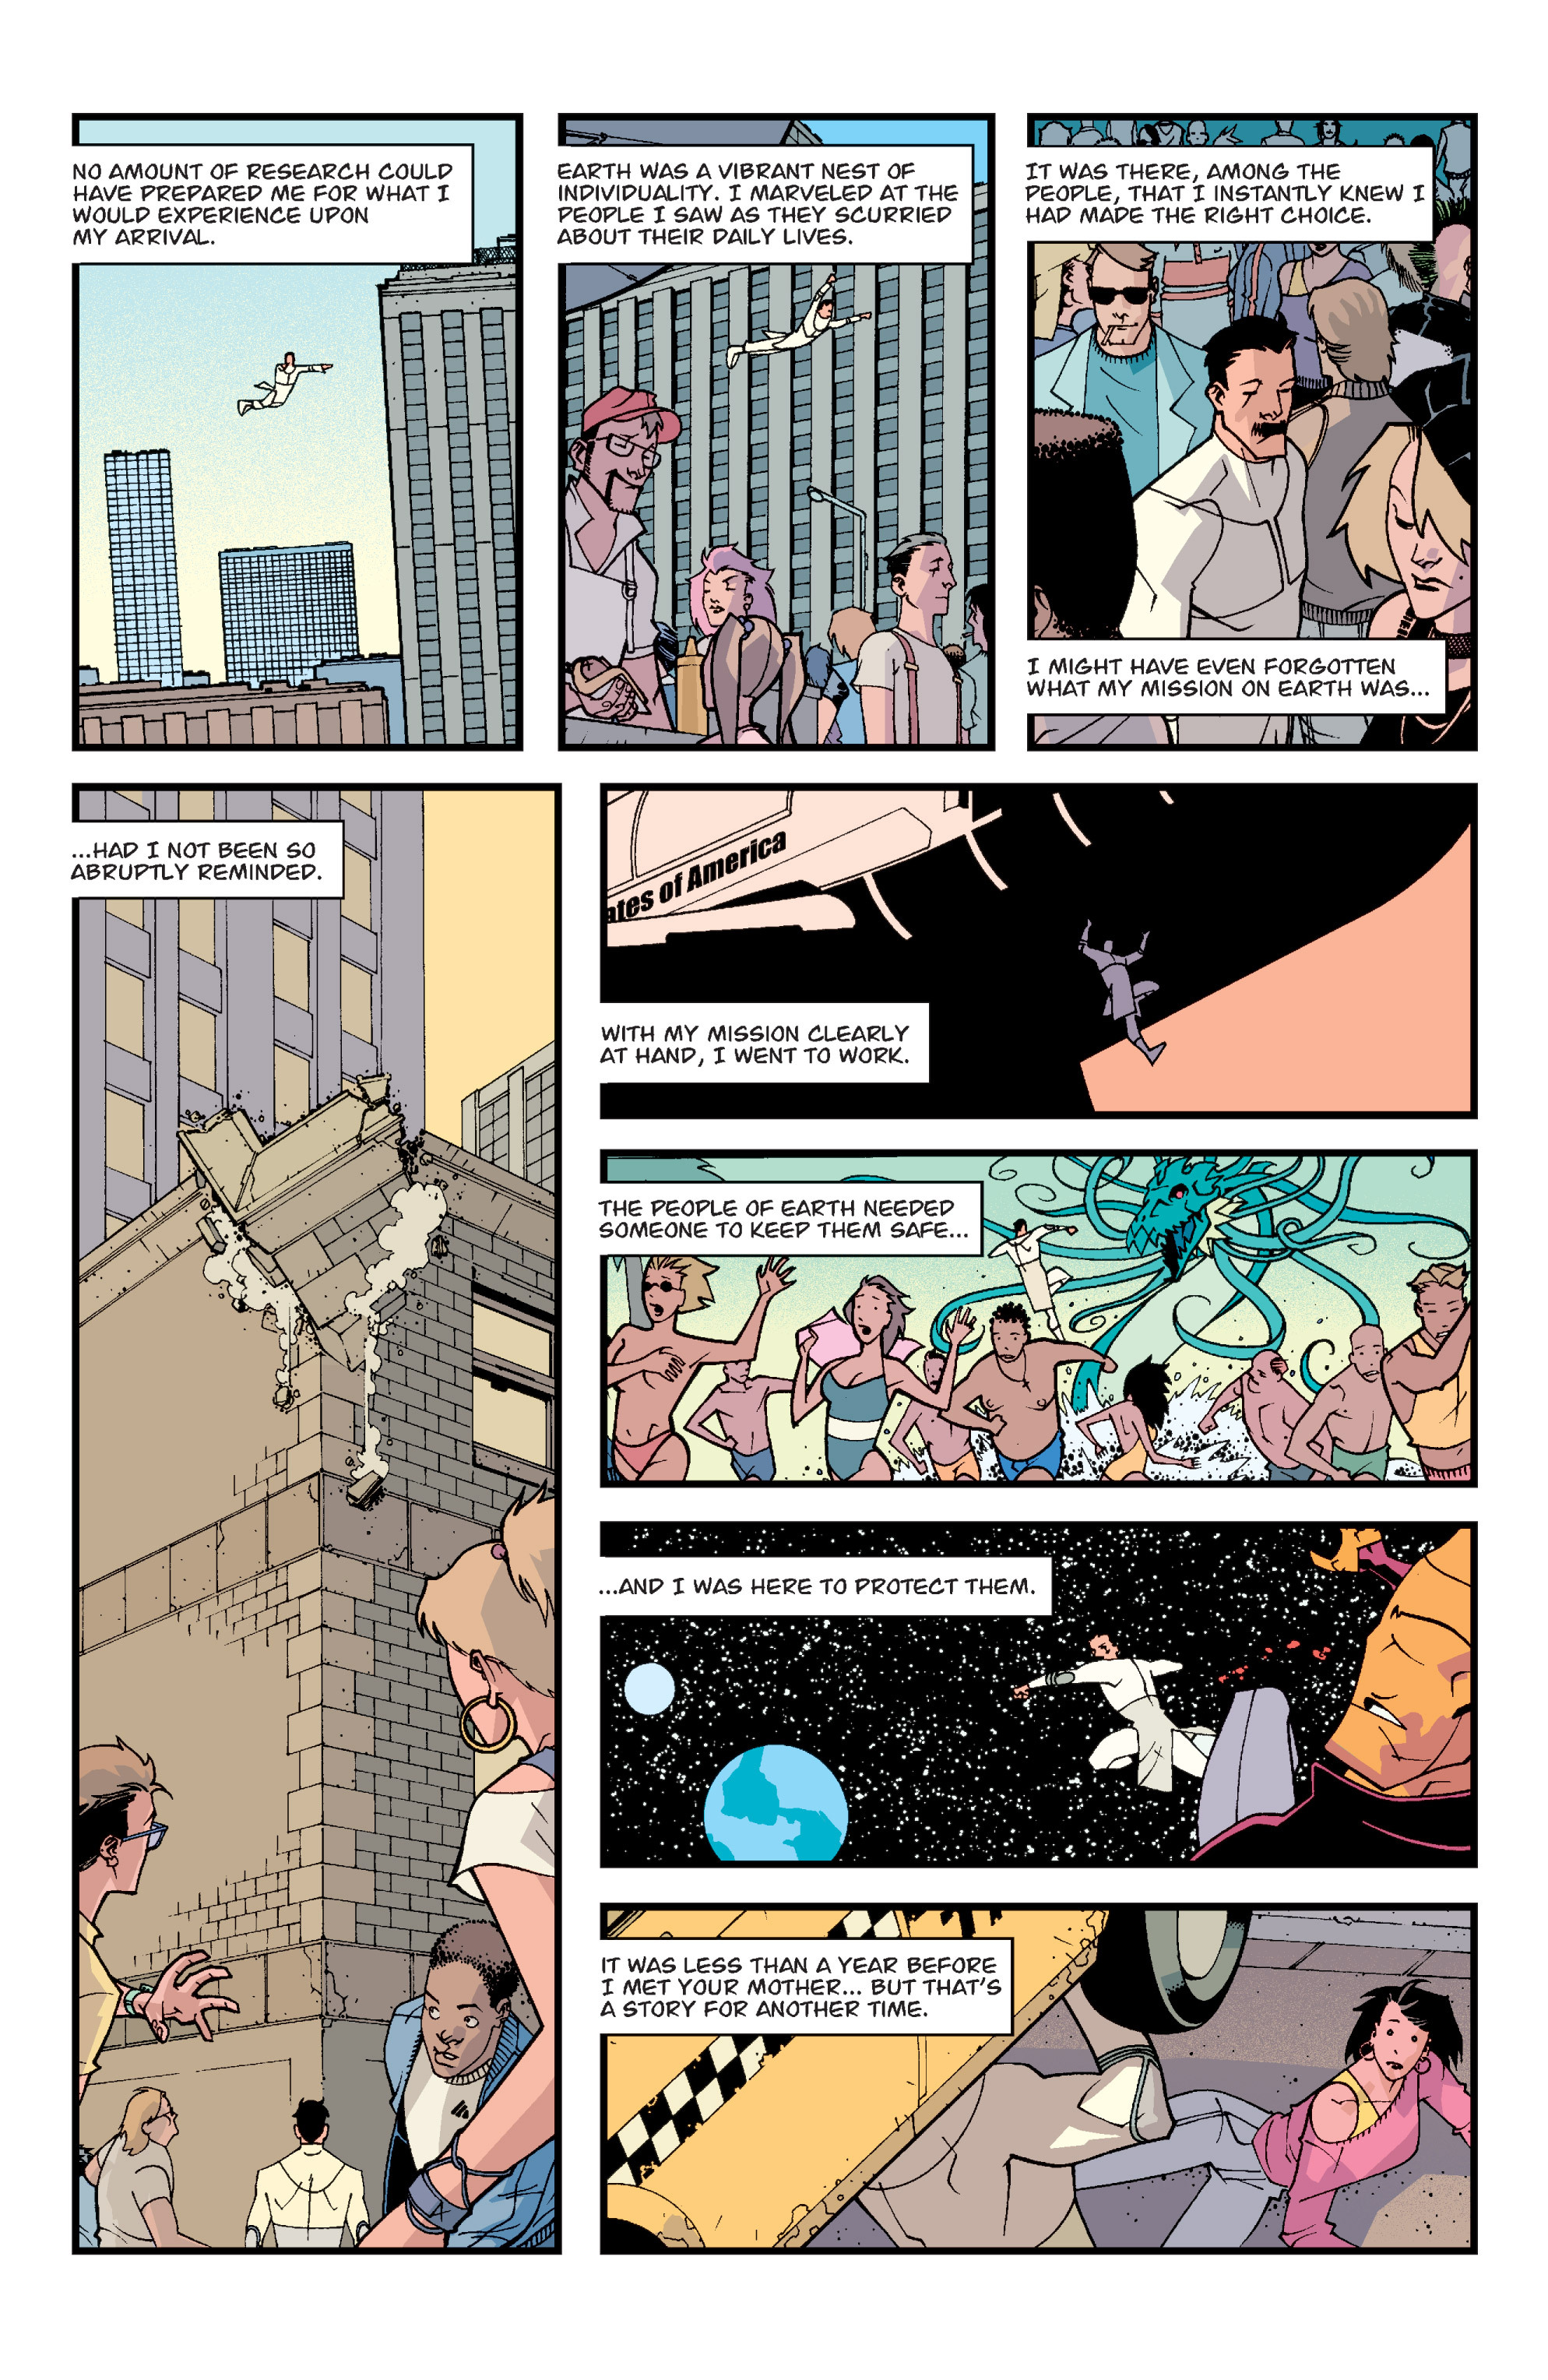 NO AMOUNT OF RESEARCH COULD
HAVE PREPARED ME FOR WHAT I
WOULD EXPERIENCE UPON
MY ARRIVAL.
EARTH WAS A VIBRANT NEST OF
INDIVIDUALITY. I MARVELED AT THE
PEOPLE I SAW AS THEY SCURRIED
ABOUT THEIR DAILY LIVES.
IT WAS THERE, AMONG THE
PEOPLE, THAT I INSTANTLY KNEW I
HAD MADE THE RIGHT CHOICE.
I MIGHT HAVE EVEN FORGOTTEN
WHAT MY MISSION ON EARTH WAS...
...HAD I NOT BEEN SO
ABRUPTLY REMINDED.
ates of America
WITH MY MISSION CLEARLY
AT HAND, I WENT TO WORK.
THE PEOPLE OF EARTH NEEDED
SOMEONE TO KEEP THEM SAFE...
...AND I WAS HERE TO PROTECT THEM.
IT WAS LESS THAN A YEAR BEFORE
I MET YOUR MOTHER... BUT THAT'S
A STORY FOR ANOTHER TIME.